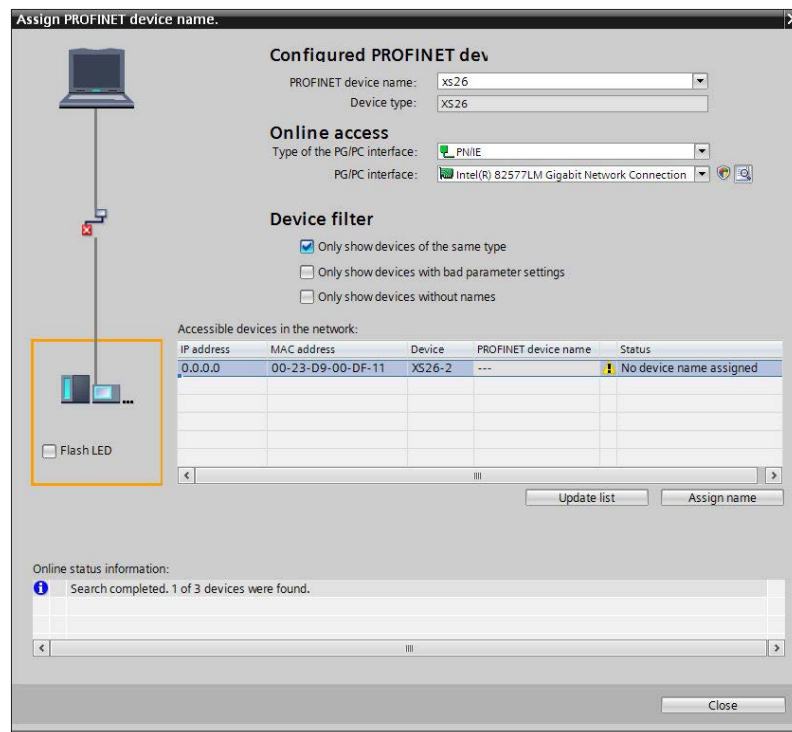 Assign PROFINET device name.
Configured PROFINET dev
PROFINET device name: xs26
Device type: XS26
Online access
Type of the PG/PC interface: PN/IE
PG/PC interface: Intel(R) 82577LM Gigabit Network Connection
Device filter
Only show devices of the same type
Only show devices with bad parameter settings
Only show devices without names
Accessible devices in the network:
IP address MAC address Device PROFINET device name Status
0.0.0.0 00-23-D9-00-DF-11 XS26-2 --- No device name assigned
...
Flash LED
Update list Assign name
Online status information:
Search completed. 1 of 3 devices were found.
Close